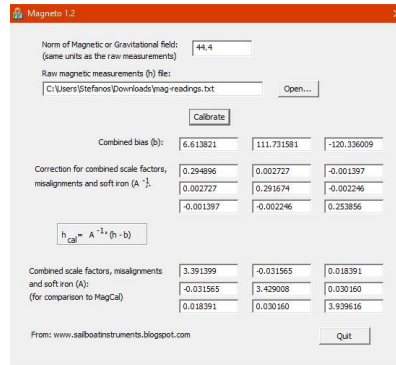 Magneto 1.2
Norm of Magnetic or Gravitational field: 44.4
(same units as the raw measurements)
Raw magnetic measurements (h) file:
C:\Users\Stefanos\Downloads\mag-readings.txt Open...
Calibrate
Combined bias (b): 6.613821 111.731581 -120.336009
Correction for combined scale factors, 0.294896 0.002727 -0.001397
misalignments and soft iron (A⁻¹): 0.002727 0.291674 -0.002246
-0.001397 -0.002246 0.253856
h cal = A⁻¹* (h - b)
Combined scale factors, misalignments 3.391399 -0.031565 0.018391
and soft iron (A): -0.031565 3.429008 0.030160
(for comparison to MagCal) 0.018391 0.030160 3.939616
From: www.sailboatinstruments.blogspot.com Quit